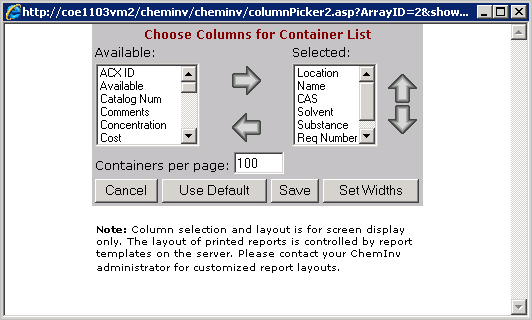 http://coe1103vm2/cheminv/cheminv/columnPicker2.asp?ArrayID=2&show...
Choose Columns for Container List
Available: Selected:
ACX ID
Available
Catalog Num
Comments
Concentration
Cost
Location
Name
CAS
Solvent
Substance
Req Number
Containers per page: 100
Cancel Use Default Save Set Widths
Note: Column selection and layout is for screen display
only. The layout of printed reports is controlled by report
templates on the server. Please contact your ChemInv
administrator for customized report layouts.